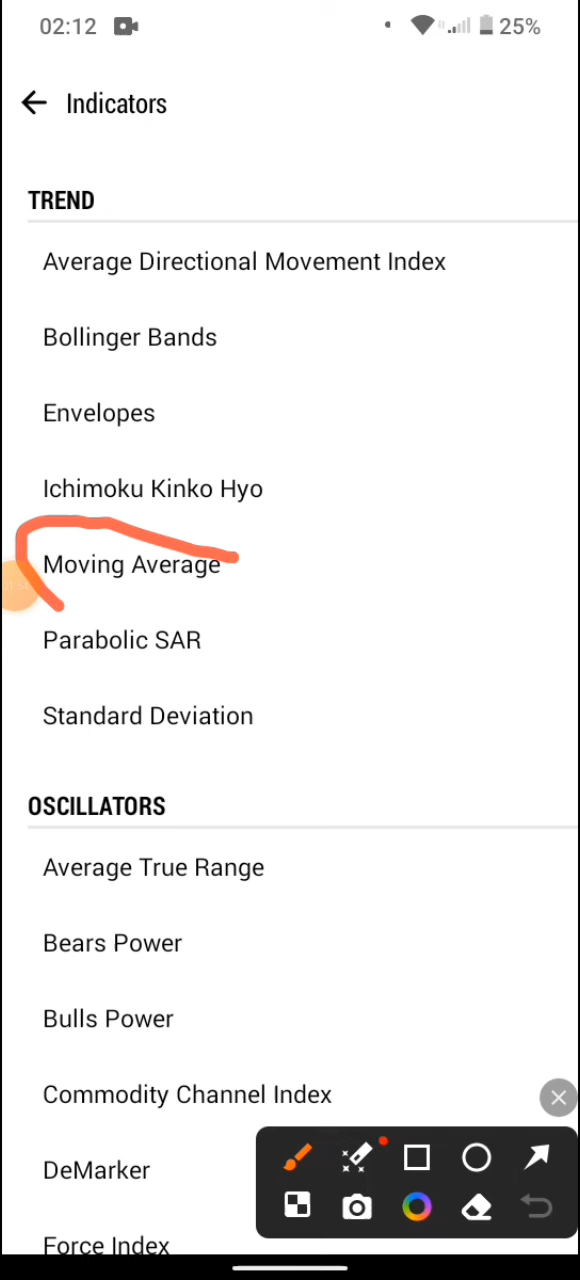 02:12
25%
Indicators
TREND
Average Directional Movement Index
Bollinger Bands
Envelopes
Ichimoku Kinko Hyo
Moving Average
Parabolic SAR
Standard Deviation
OSCILLATORS
Average True Range
Bears Power
Bulls Power
Commodity Channel Index
DeMarker
Force Index